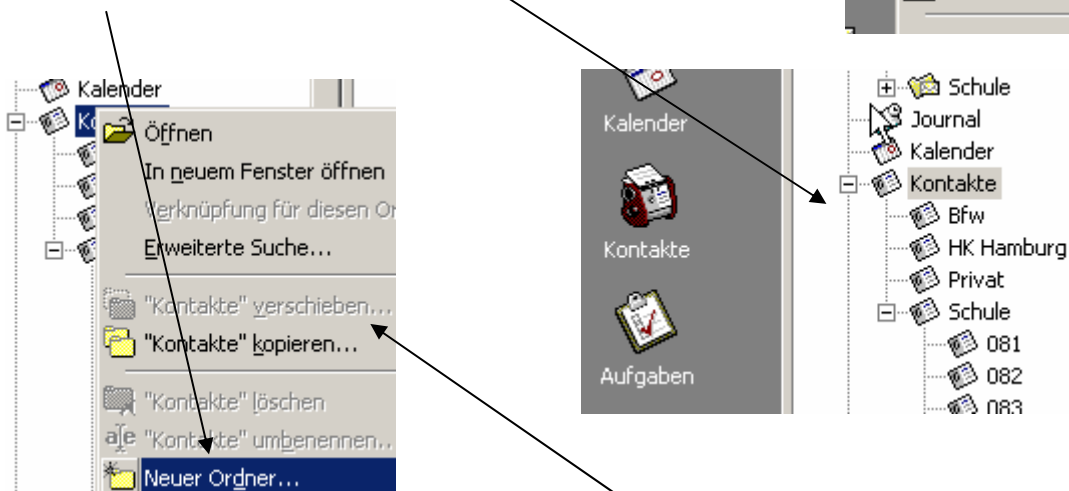 Kalender
Öffnen
In neuem Fenster öffnen
Verknüpfung für diesen Or
Erweiterte Suche...
"Kontakte" verschieben...
"Kontakte" kopieren...
"Kontakte" löschen
"Kontakte" umbenennen..
Neuer Ordner...
Kalender
Kontakte
Aufgaben
Schule
Journal
Kalender
Kontakte
Bfw
HK Hamburg
Privat
Schule
081
082
083